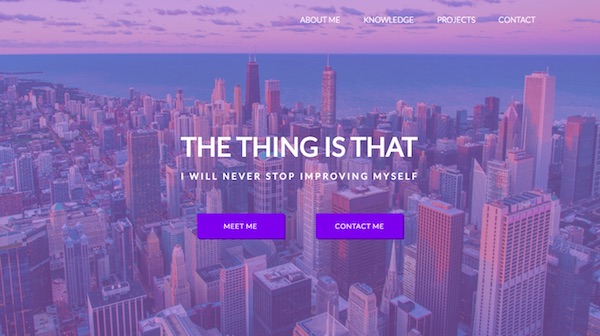 ABOUT ME KNOWLEDGE PROJECTS CONTACT
THE THING IS THAT
I WILL NEVER STOP IMPROVING MYSELF
MEET ME CONTACT ME